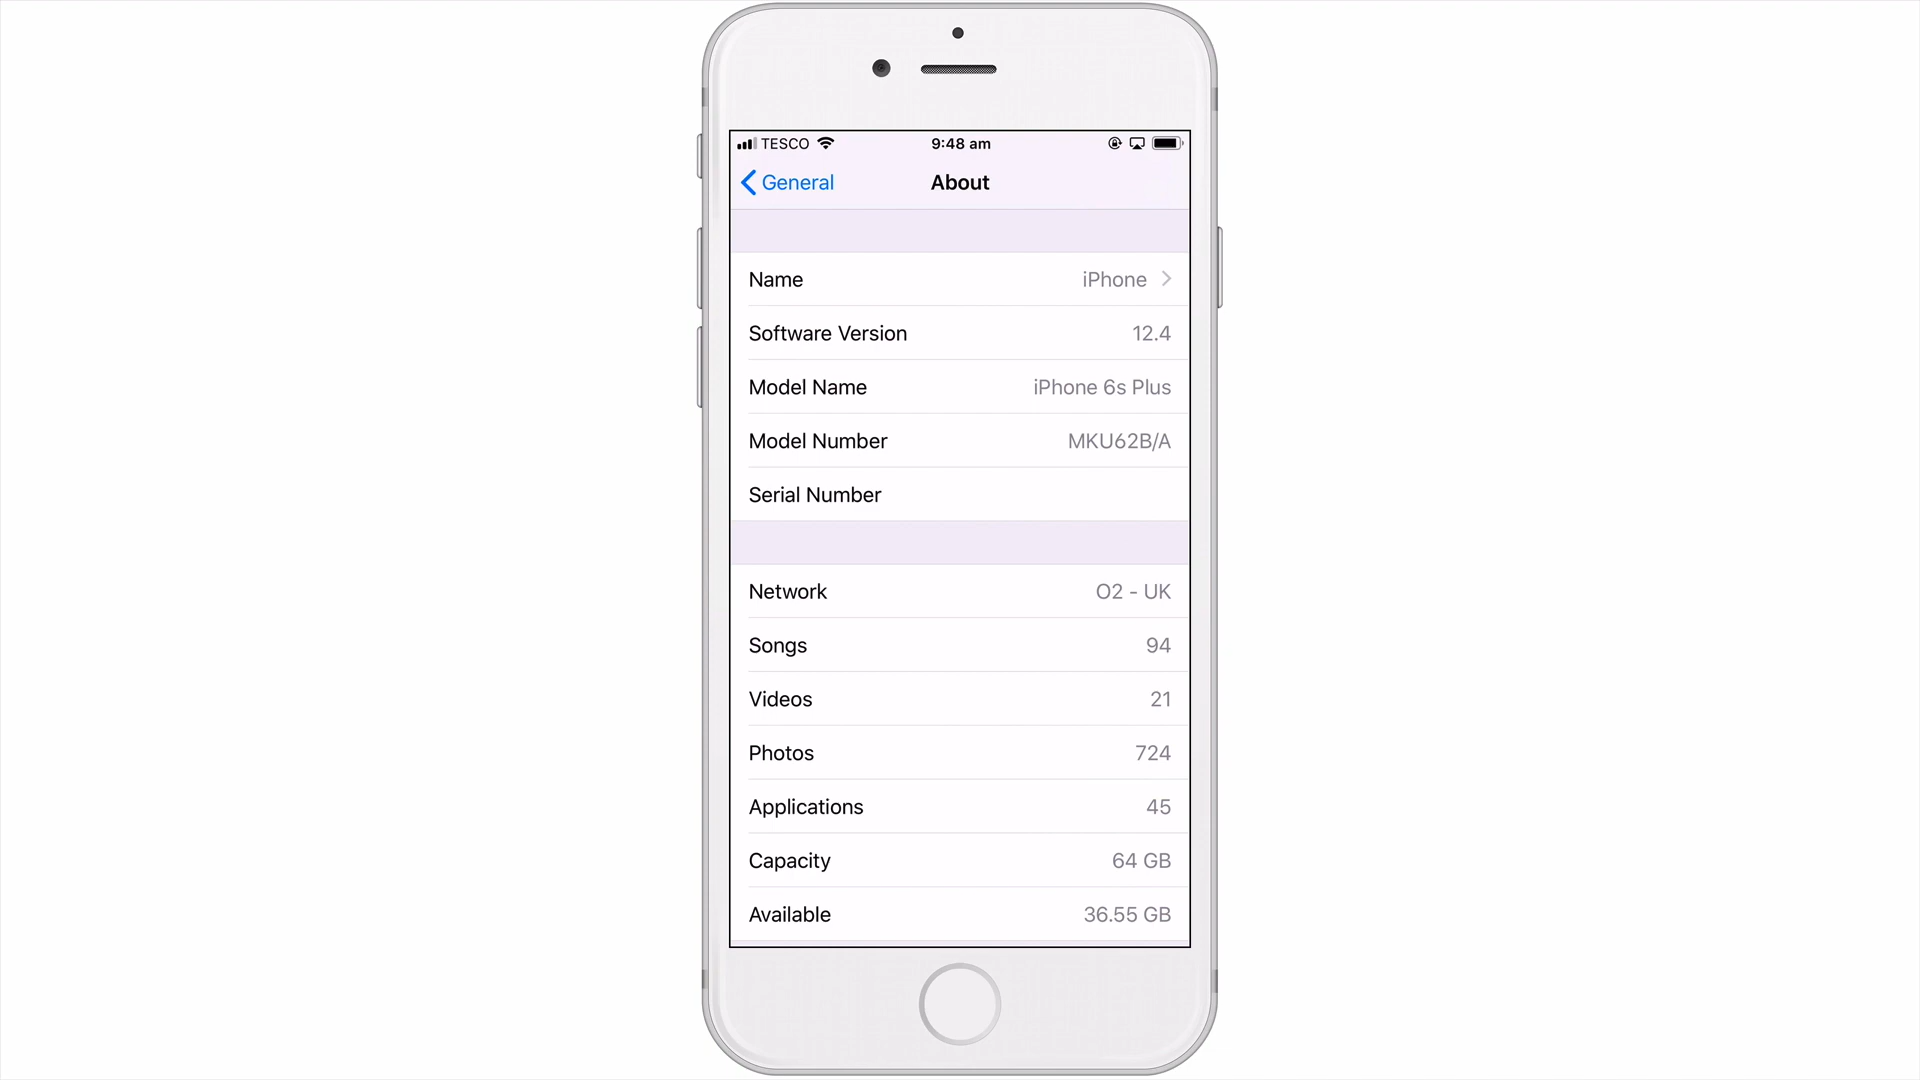 TESCO 9:48 am
General About
Name iPhone
Software Version 12.4
Model Name iPhone 6s Plus
Model Number MKU62B/A
Serial Number
Network O2 - UK
Songs 94
Videos 21
Photos 724
Applications 45
Capacity 64 GB
Available 36.55 GB